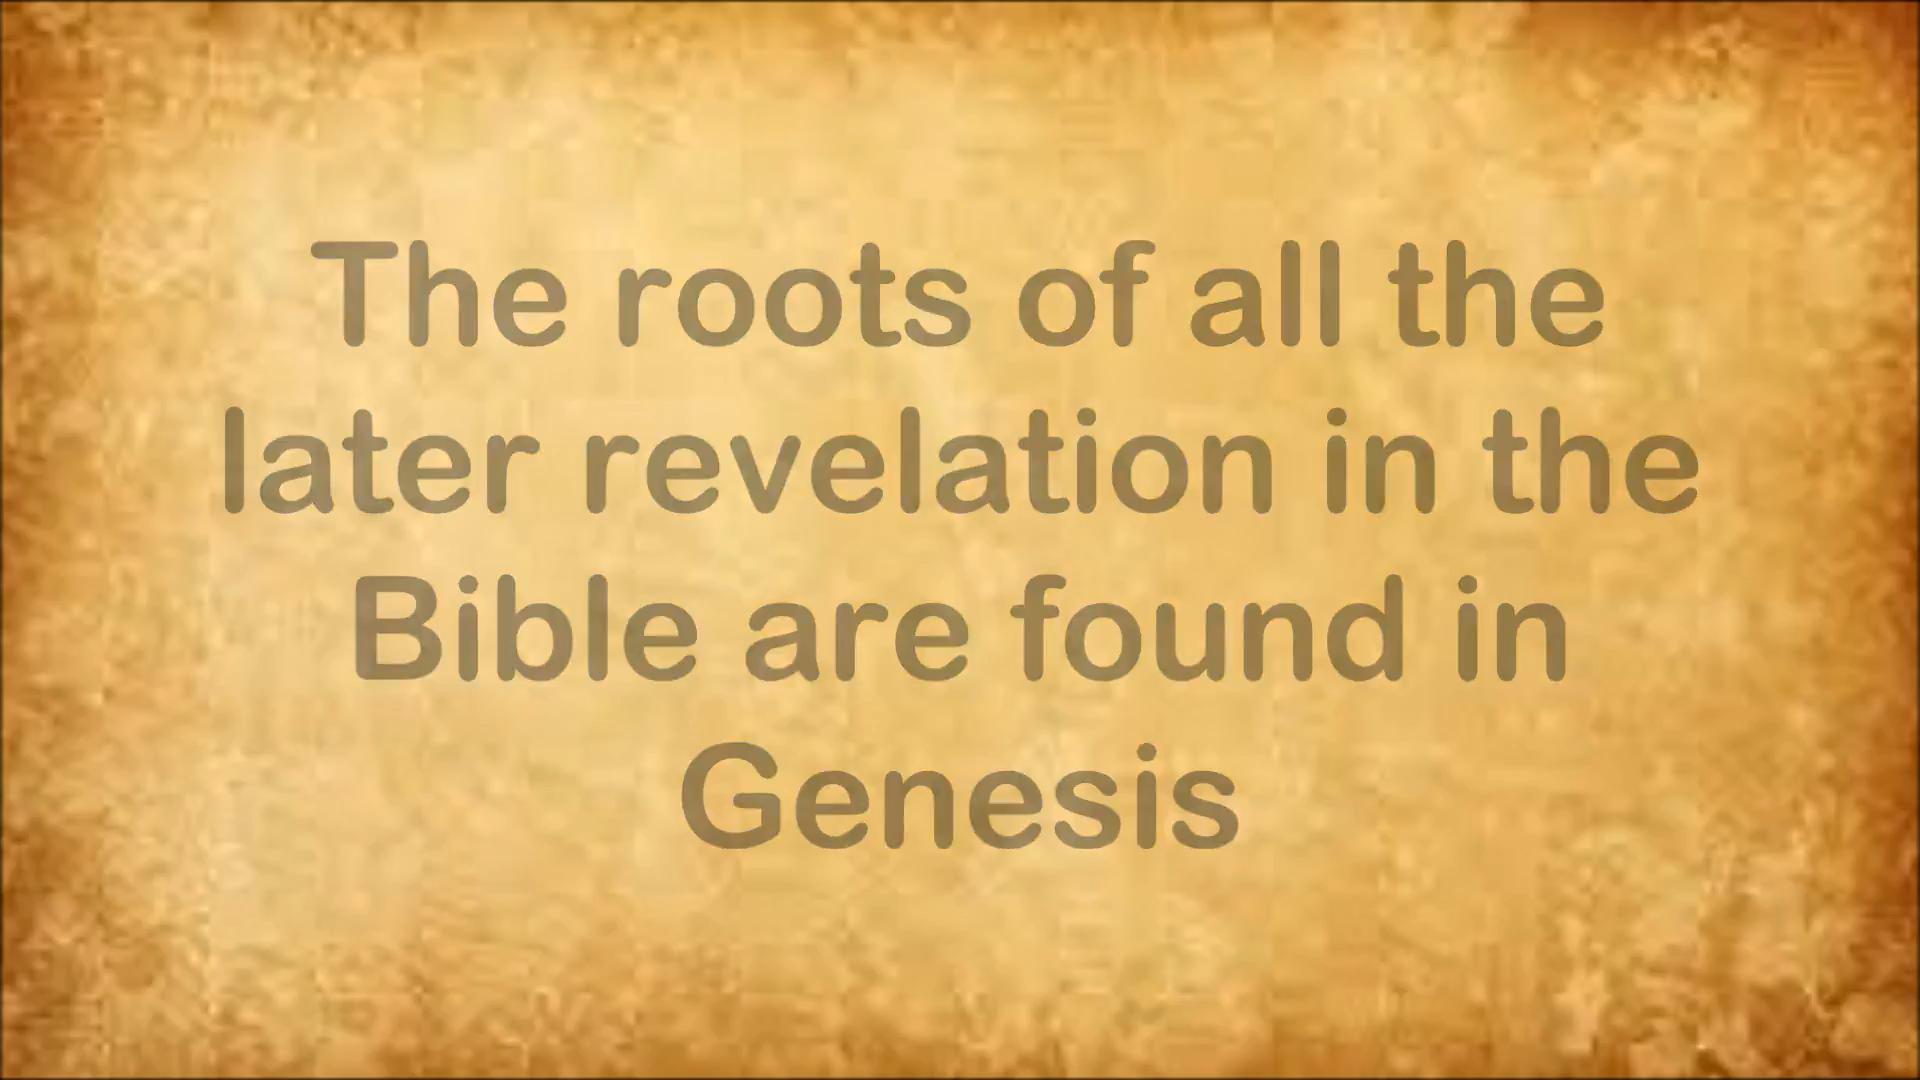 The roots of all the
later revelation in the
Bible are found in
Genesis